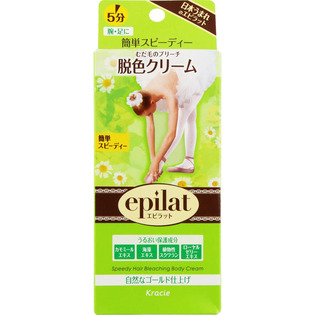 5分
腕・足に
日本うまれ
のエピラット
簡単スピーディー
むだ毛のブリーチ
脱色クリーム
簡単
スピーディー
epilat
エピラット
うるおい保護成分
カモミール
エキス
海藻
エキス
植物性
スクワラン
ローヤル
ゼリーエキス
Speedy Hair Bleaching Body Cream
自然なゴールド仕上げ
Kracie